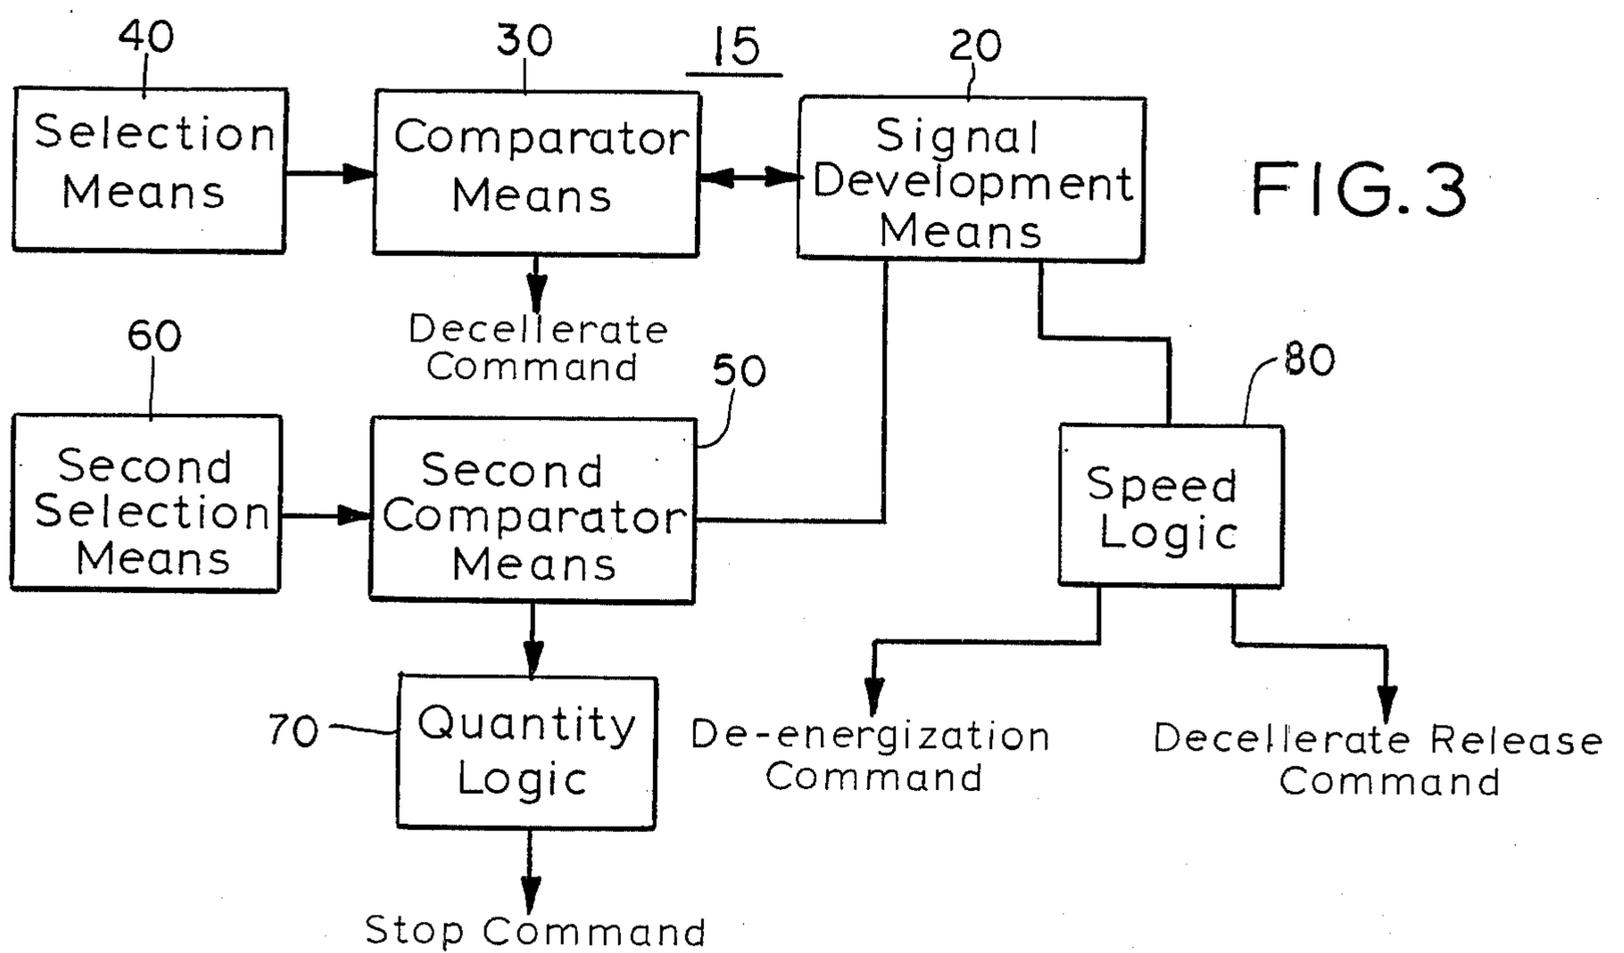 40
30
15
20
Selection
Means
Comparator
Means
Signal
Development
Means
FIG. 3
Decellerate
Command
60
50
80
Second
Selection
Means
Second
Comparator
Means
Speed
Logic
70
Quantity
Logic
De-energization
Command
Decellerate Release
Command
Stop Command